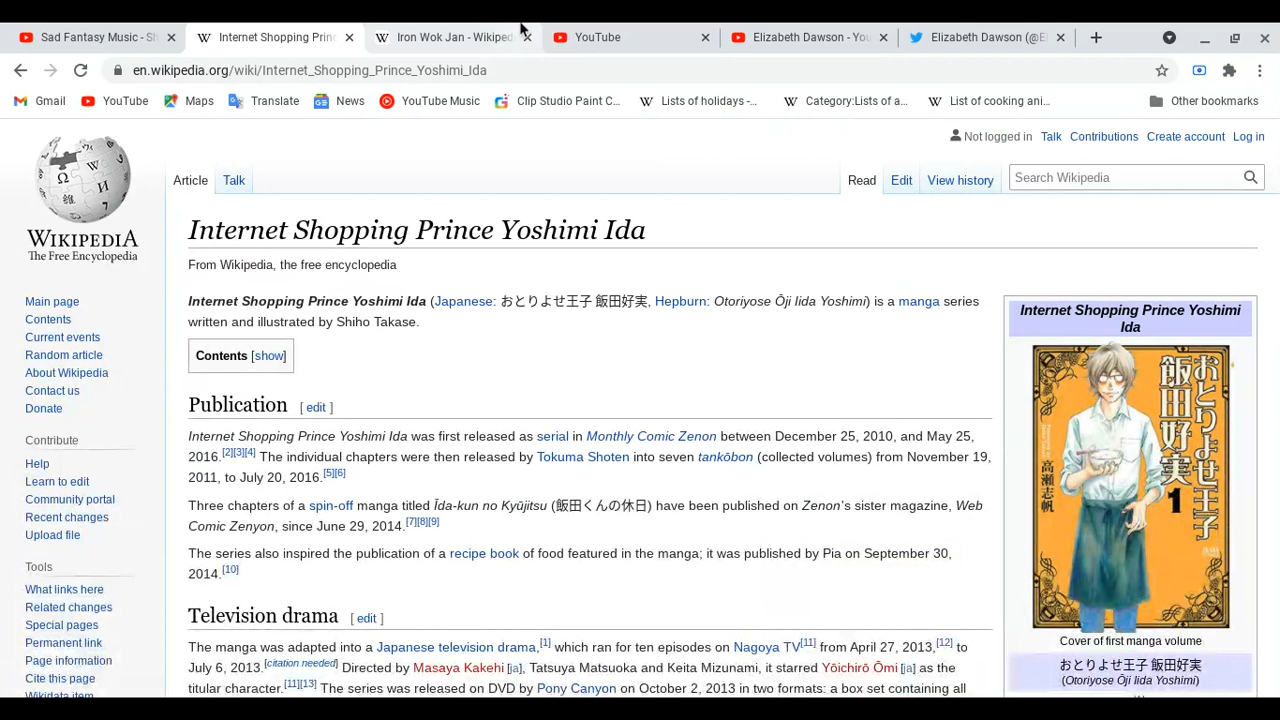 Sad Fantasy Music - Sh
Internet Shopping Princ
Iron Wok Jan - Wikiped
YouTube
Elizabeth Dawson - You
Elizabeth Dawson (@E
en.wikipedia.org/wiki/Internet_Shopping_Prince_Yoshimi_Ida
Gmail
YouTube
Maps
Translate
News
YouTube Music
Clip Studio Paint C...
Lists of holidays -...
Category:Lists of a...
List of cooking ani...
Other bookmarks
Not logged in Talk Contributions Create account Log in
Article Talk
Read Edit View history
Search Wikipedia
WIKIPEDIA
The Free Encyclopedia
Main page
Contents
Current events
Random article
About Wikipedia
Contact us
Donate
Contribute
Help
Learn to edit
Community portal
Recent changes
Upload file
Tools
What links here
Related changes
Special pages
Permanent link
Page information
Cite this page
Wikidata item
Internet Shopping Prince Yoshimi Ida
From Wikipedia, the free encyclopedia
Internet Shopping Prince Yoshimi Ida (Japanese: おとりよせ王子 飯田好実, Hepburn: Otoriyose Ōji Iida Yoshimi) is a manga series
written and illustrated by Shiho Takase.
Contents [show]
Publication [ edit ]
Internet Shopping Prince Yoshimi Ida was first released as serial in Monthly Comic Zenon between December 25, 2010, and May 25,
2016.[2][3][4] The individual chapters were then released by Tokuma Shoten into seven tankōbon (collected volumes) from November 19,
2011, to July 20, 2016.[5][6]
Three chapters of a spin-off manga titled Īda-kun no Kyūjitsu (飯田くんの休日) have been published on Zenon's sister magazine, Web
Comic Zenyon, since June 29, 2014.[7][8][9]
The series also inspired the publication of a recipe book of food featured in the manga; it was published by Pia on September 30,
2014.[10]
Television drama [ edit ]
The manga was adapted into a Japanese television drama,[1] which ran for ten episodes on Nagoya TV[11] from April 27, 2013,[12] to
July 6, 2013.[citation needed] Directed by Masaya Kakehi [ja], Tatsuya Matsuoka and Keita Mizunami, it starred Yōichirō Ōmi [ja] as the
titular character.[11][13] The series was released on DVD by Pony Canyon on October 2, 2013 in two formats: a box set containing all
Internet Shopping Prince Yoshimi
Ida
おとりよせ王子
飯田好実
1
高瀬志帆
Cover of first manga volume
おとりよせ王子 飯田好実
(Otoriyose Ōji Iida Yoshimi)